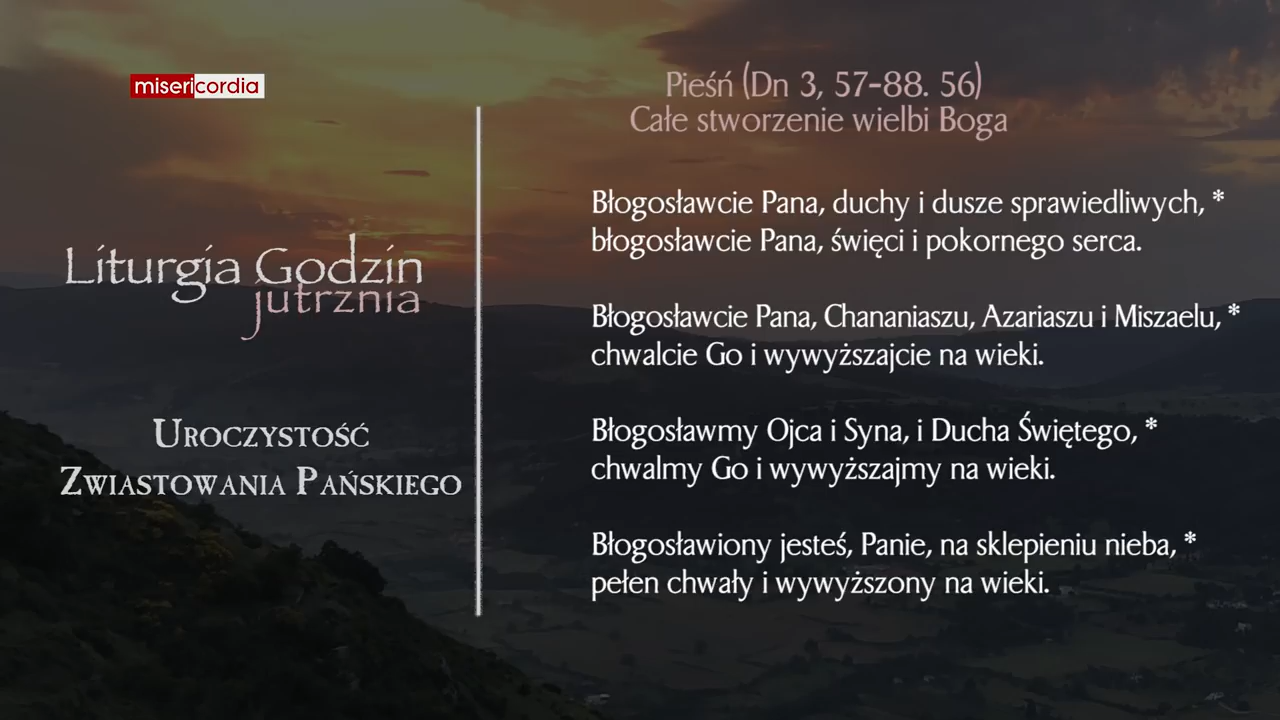 misericordia
Liturgia Godzin
jutrznia
Uroczystość
Zwiastowania Pańskiego
Pieśń (Dn 3, 57-88. 56)
Całe stworzenie wielbi Boga
Błogosławcie Pana, duchy i dusze sprawiedliwych, *
błogosławcie Pana, święci i pokornego serca.
Błogosławcie Pana, Chananiaszu, Azariaszu i Miszaelu, *
chwalcie Go i wywyższajcie na wieki.
Błogosławmy Ojca i Syna, i Ducha Świętego, *
chwalmy Go i wywyższajmy na wieki.
Błogosławiony jesteś, Panie, na sklepieniu nieba, *
pełen chwały i wywyższony na wieki.